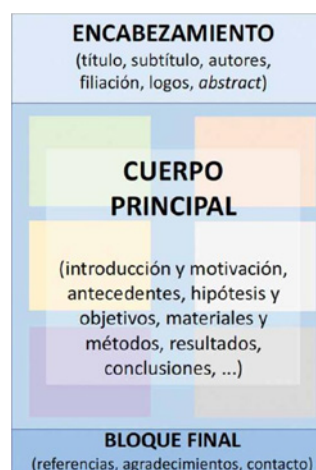 ENCABEZAMIENTO
(título, subtítulo, autores,
filiación, logos, abstract)
CUERPO
PRINCIPAL
(introducción y motivación,
antecedentes, hipótesis y
objetivos, materiales y
métodos, resultados,
conclusiones, ...)
BLOQUE FINAL
(referencias, agradecimientos, contacto)